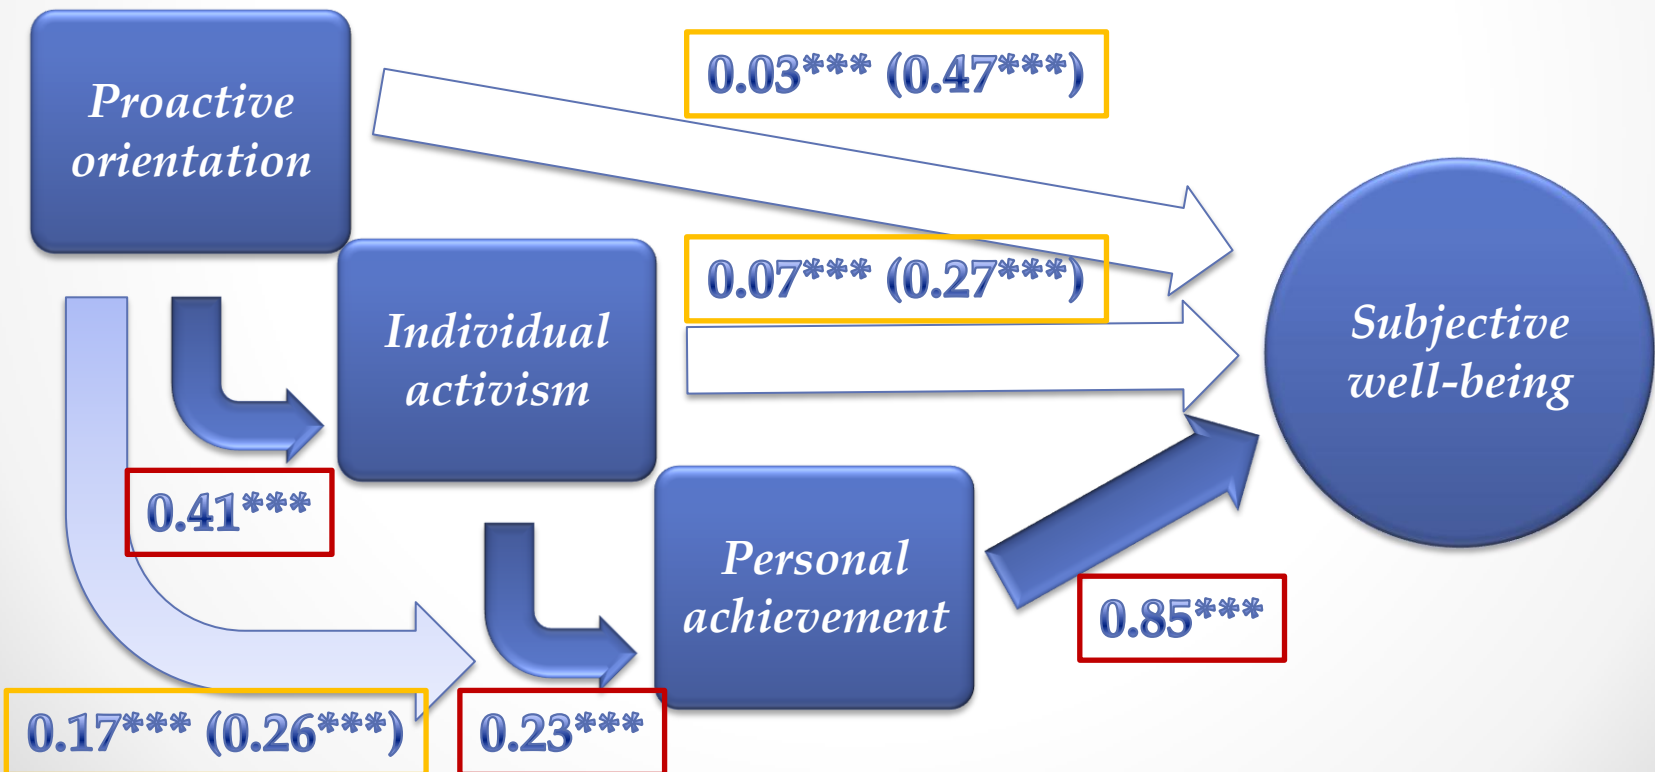 Proactive
orientation
0.03*** (0.47***)
Individual
activism
0.07*** (0.27***)
Subjective
well-being
0.41***
Personal
achievement
0.85***
0.17*** (0.26***)
0.23***